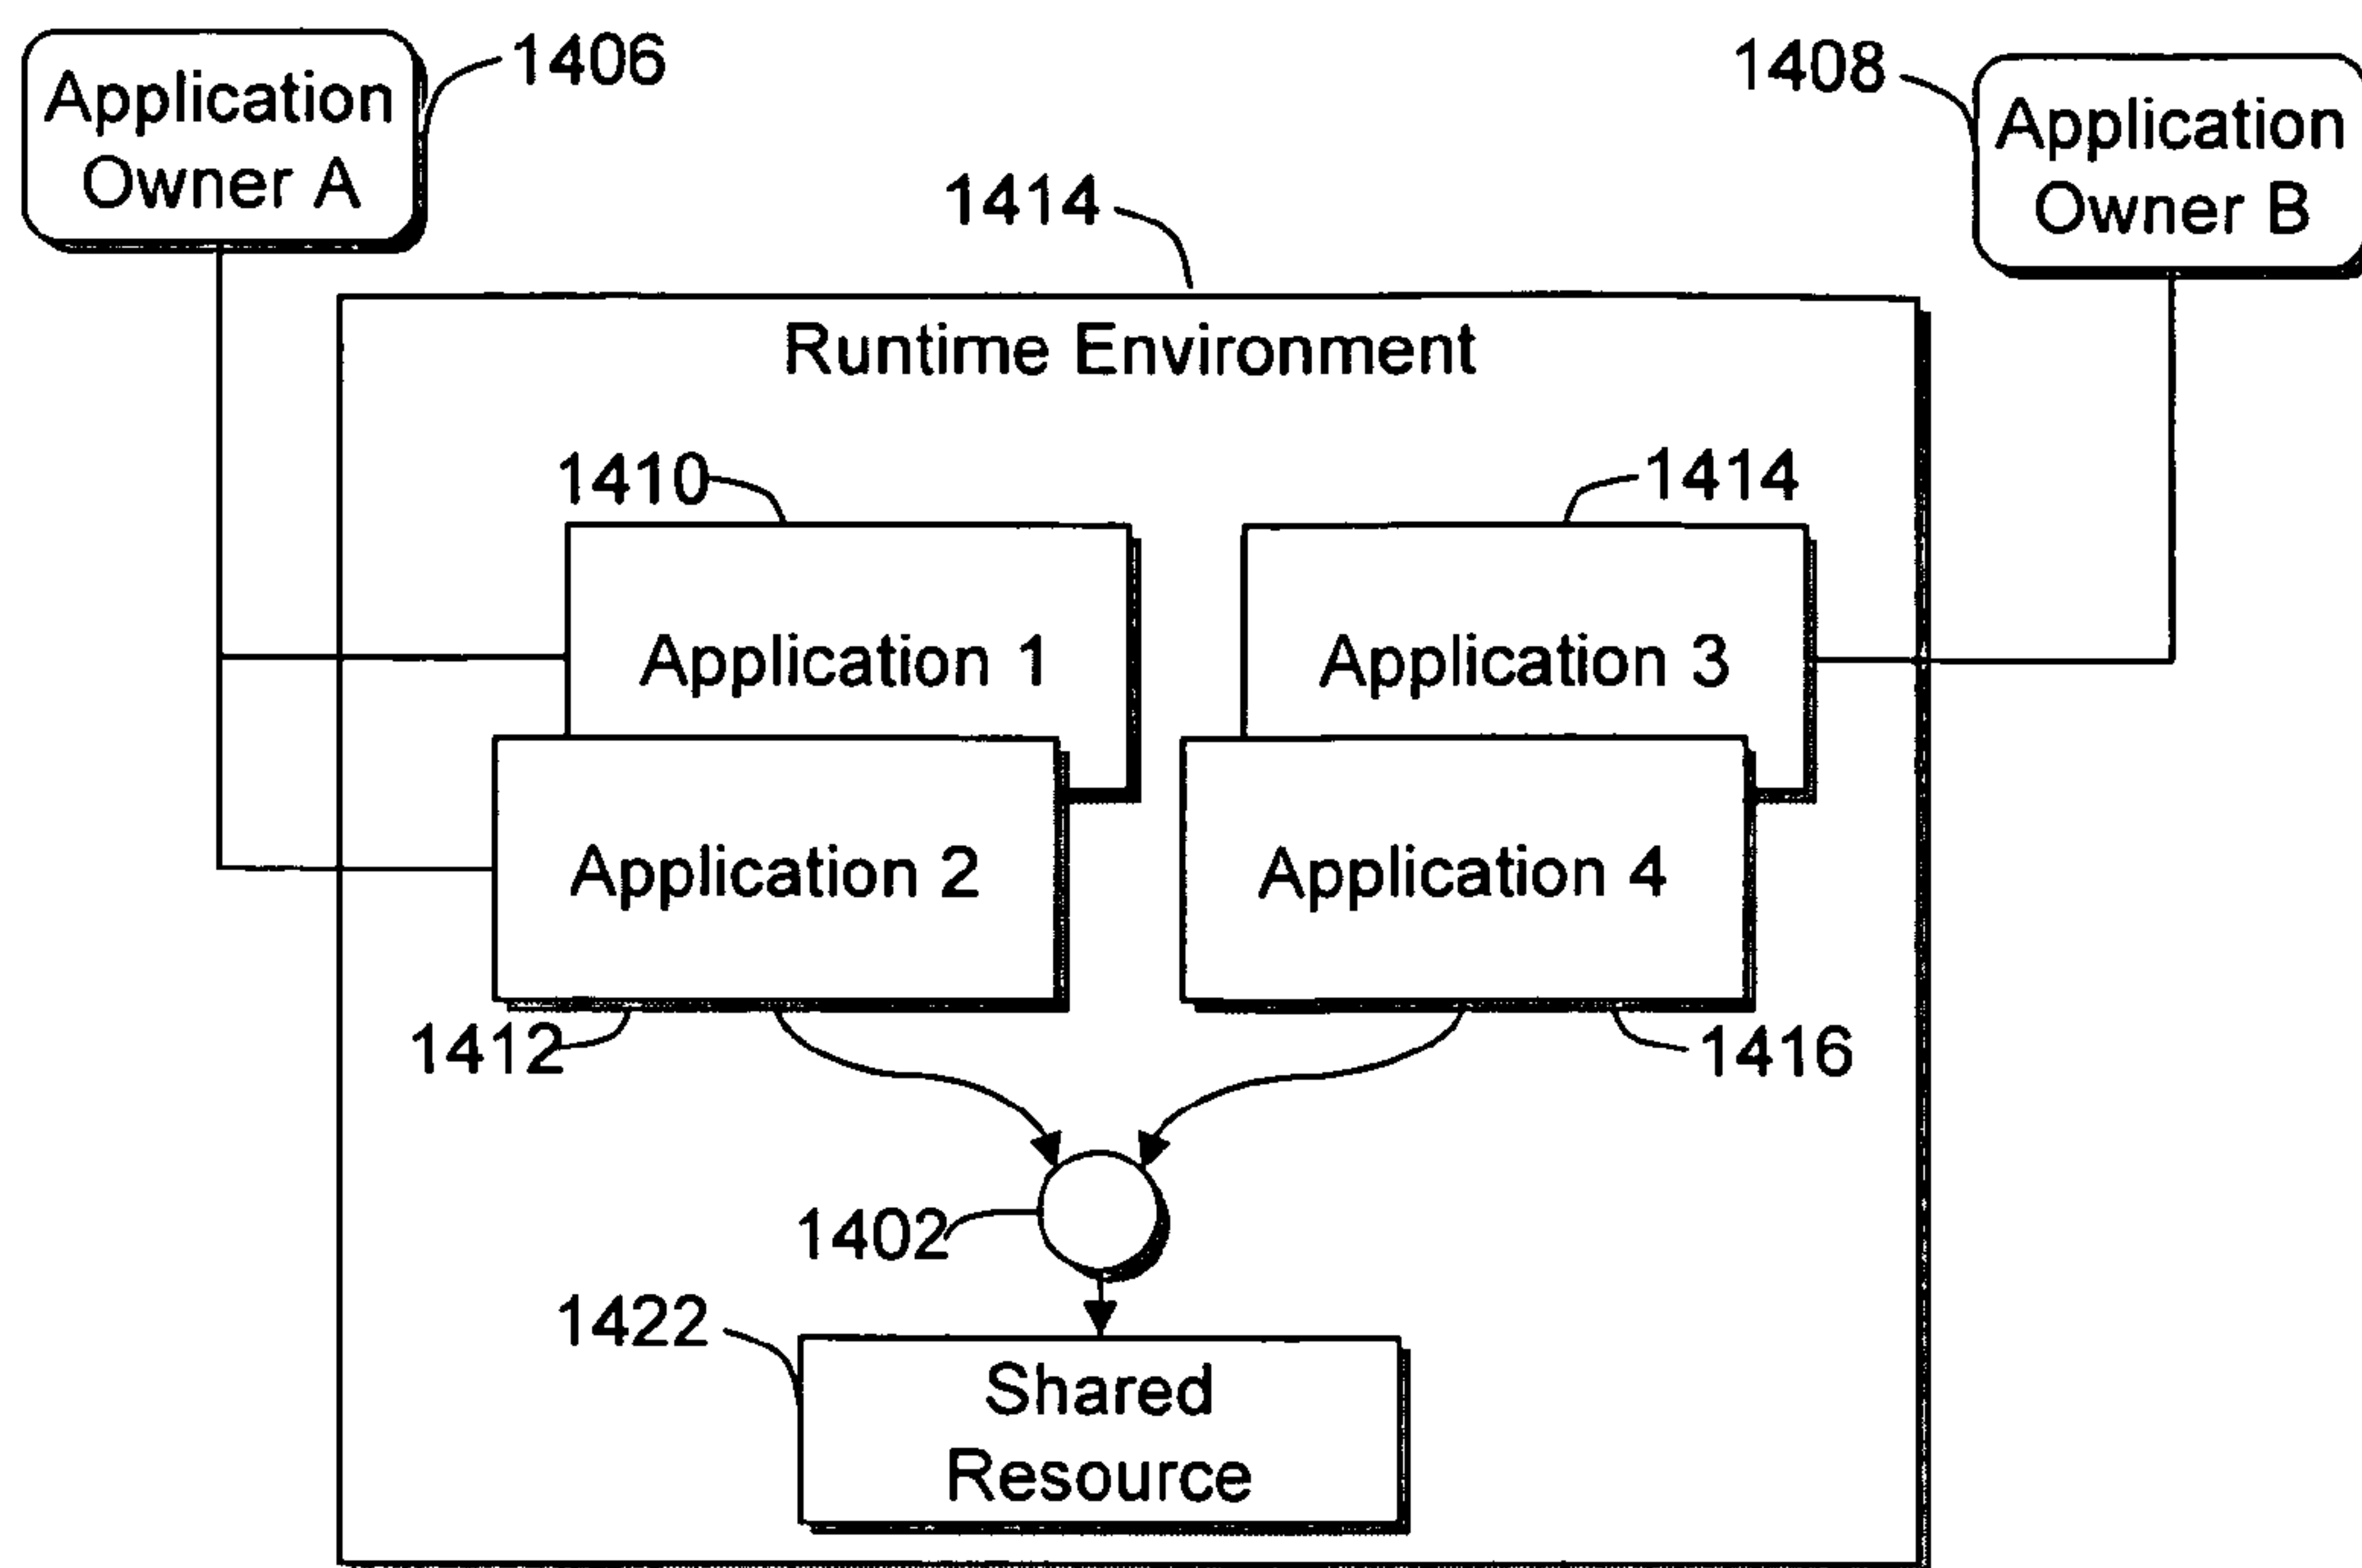 Application
Owner A
1406
1408
Application
Owner B
1414
Runtime Environment
1410
1414
Application 1
Application 3
Application 2
Application 4
1412
1416
1402
1422
Shared
Resource